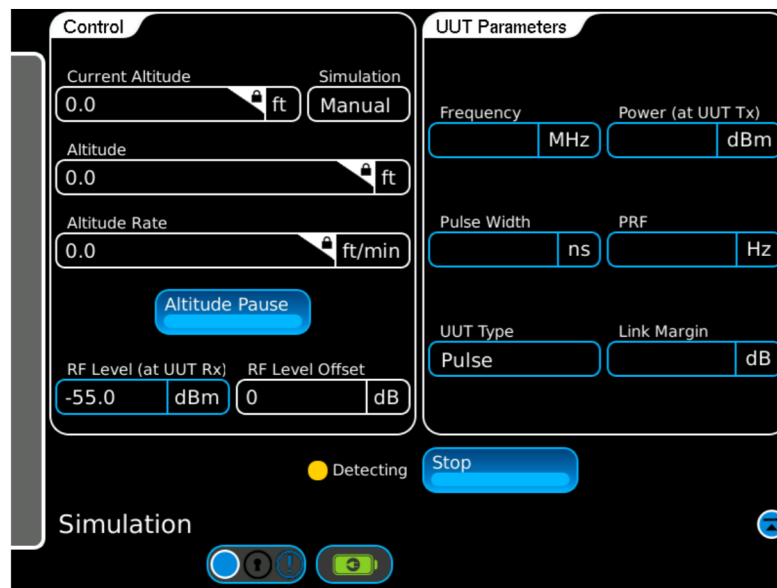 Control
Current Altitude Simulation
0.0 ft Manual
Altitude
0.0 ft
Altitude Rate
0.0 ft/min
Altitude Pause
RF Level (at UUT Rx) RF Level Offset
-55.0 dBm 0 dB
UUT Parameters
Frequency Power (at UUT Tx)
MHz dBm
Pulse Width PRF
ns Hz
UUT Type Link Margin
Pulse dB
Detecting Stop
Simulation